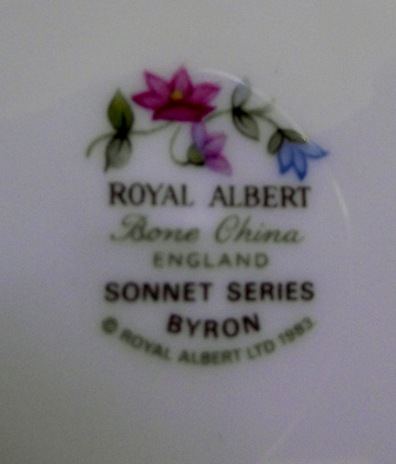 ROYAL ALBERT
Bone China
ENGLAND
SONNET SERIES
BYRON
© ROYAL ALBERT LTD 1983